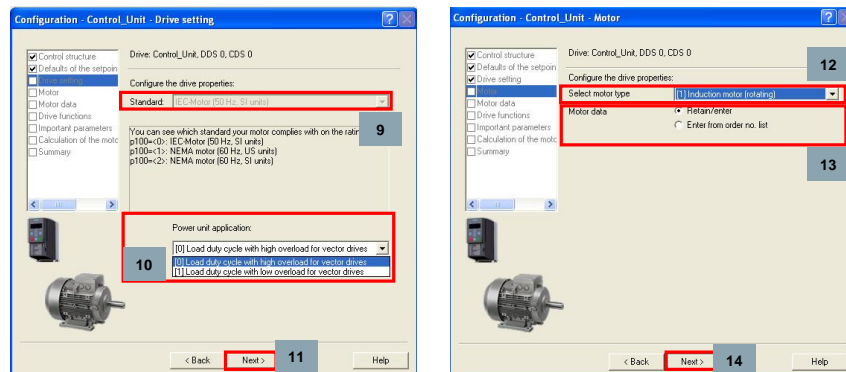 Configuration - Control_Unit - Drive setting
Control structure
Defaults of the setpoin
Drive setting
Motor
Motor data
Drive functions
Important parameters
Calculation of the motc
Summary
Drive: Control_Unit, DDS 0, CDS 0
Configure the drive properties:
Standard: IEC-Motor (50 Hz, SI units)
9
You can see which standard your motor complies with on the ratin
p100=<0>: IEC-Motor (50 Hz, SI units)
p100=<1>: NEMA motor (60 Hz, US units)
p100=<2>: NEMA motor (60 Hz, SI units)
Power unit application:
[0] Load duty cycle with high overload for vector drives
[0] Load duty cycle with high overload for vector drives
[1] Load duty cycle with low overload for vector drives
10
< Back
Next >
11
Help
Configuration - Control_Unit - Motor
Control structure
Defaults of the setpoin
Drive setting
Motor
Motor data
Drive functions
Important parameters
Calculation of the motc
Summary
Drive: Control_Unit, DDS 0, CDS 0
12
Configure the drive properties:
Select motor type [1] Induction motor (rotating)
Motor data Retain/enter
Enter from order no. list
13
< Back
Next >
14
Help